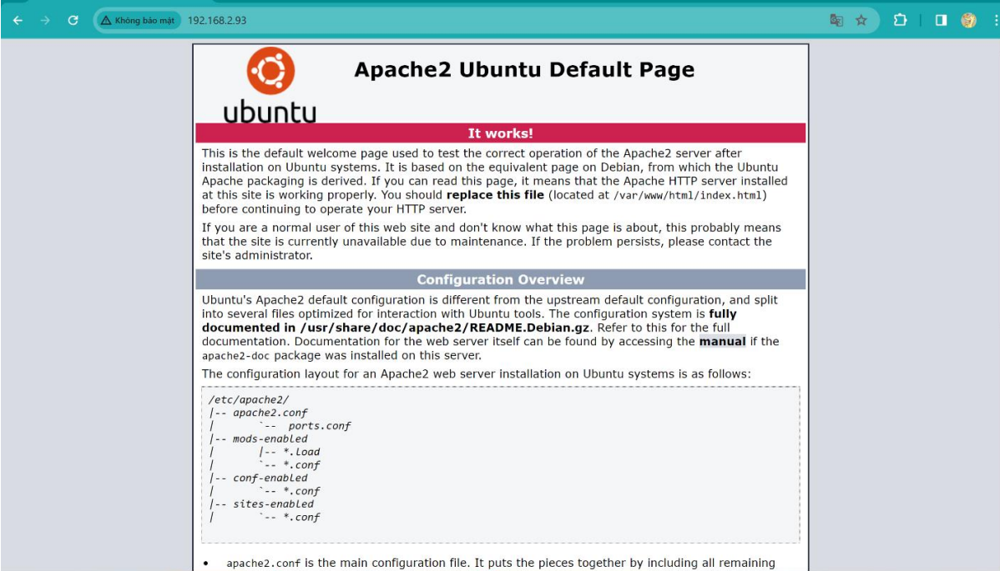 Không bảo mật 192.168.2.93
Apache2 Ubuntu Default Page
ubuntu
It works!
This is the default welcome page used to test the correct operation of the Apache2 server after
installation on Ubuntu systems. It is based on the equivalent page on Debian, from which the Ubuntu
Apache packaging is derived. If you can read this page, it means that the Apache HTTP server installed
at this site is working properly. You should replace this file (located at /var/www/html/index.html)
before continuing to operate your HTTP server.
If you are a normal user of this web site and don't know what this page is about, this probably means
that the site is currently unavailable due to maintenance. If the problem persists, please contact the
site's administrator.
Configuration Overview
Ubuntu's Apache2 default configuration is different from the upstream default configuration, and split
into several files optimized for interaction with Ubuntu tools. The configuration system is fully
documented in /usr/share/doc/apache2/README.Debian.gz. Refer to this for the full
documentation. Documentation for the web server itself can be found by accessing the manual if the
apache2-doc package was installed on this server.
The configuration layout for an Apache2 web server installation on Ubuntu systems is as follows:
/etc/apache2/
|-- apache2.conf
|       `--  ports.conf
|-- mods-enabled
|       |-- *.load
|       `-- *.conf
|-- conf-enabled
|       `-- *.conf
|-- sites-enabled
|       `-- *.conf
• apache2.conf is the main configuration file. It puts the pieces together by including all remaining